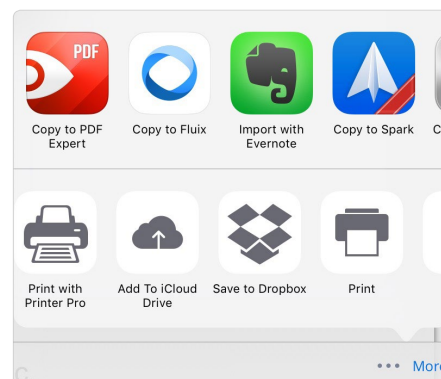 PDF
Copy to PDF
Expert
Copy to Fluix
Import with
Evernote
Copy to Spark
C
Print with
Printer Pro
Add To iCloud
Drive
Save to Dropbox
Print
••• More